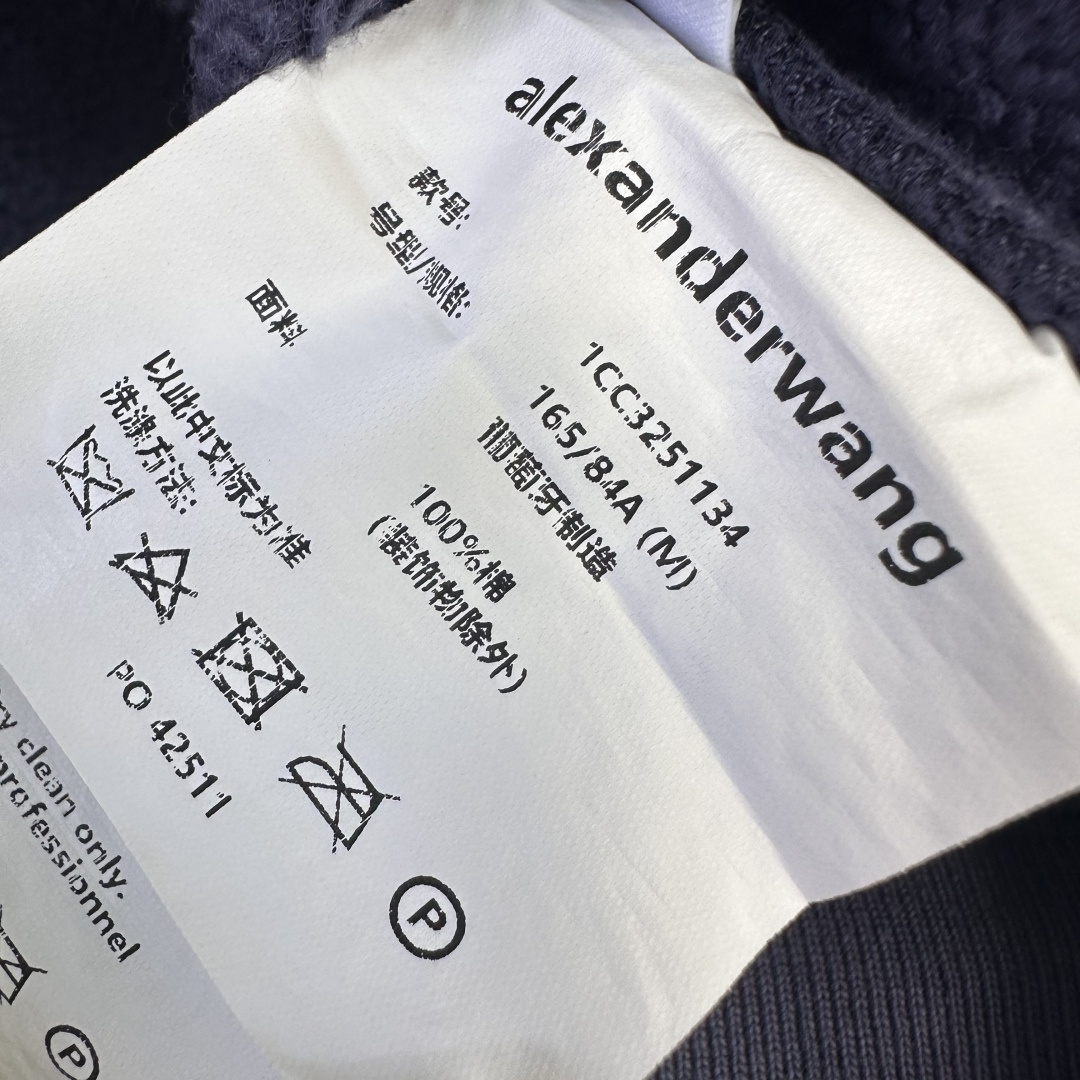 alexanderwang
款号: 1CC3251134
号型/规格: 165/84A (M)
葡萄牙制造
面料 100%棉
(装饰物除外)
以此中文标为准
洗涤方法:
P
PO 42511
ry clean only.
professionnel
P